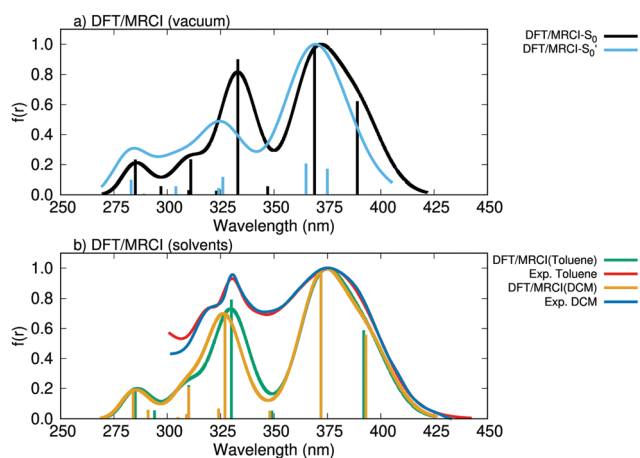 a) DFT/MRCI (vacuum)
DFT/MRCI-S0
DFT/MRCI-S0'
f(r)
1.0
0.8
0.6
0.4
0.2
0.0
250 275 300 325 350 375 400 425 450
Wavelength (nm)
b) DFT/MRCI (solvents)
DFT/MRCI(Toluene)
Exp. Toluene
DFT/MRCI(DCM)
Exp. DCM
f(r)
1.0
0.8
0.6
0.4
0.2
0.0
250 275 300 325 350 375 400 425 450
Wavelength (nm)